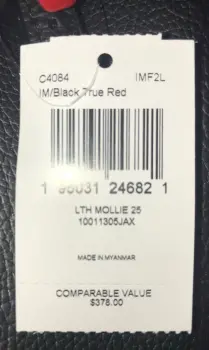 C4084 IMF2L
IM/Black True Red
1 96031 24682 1
LTH MOLLIE 25
10011305JAX
MADE IN MYANMAR
COMPARABLE VALUE
$378.00